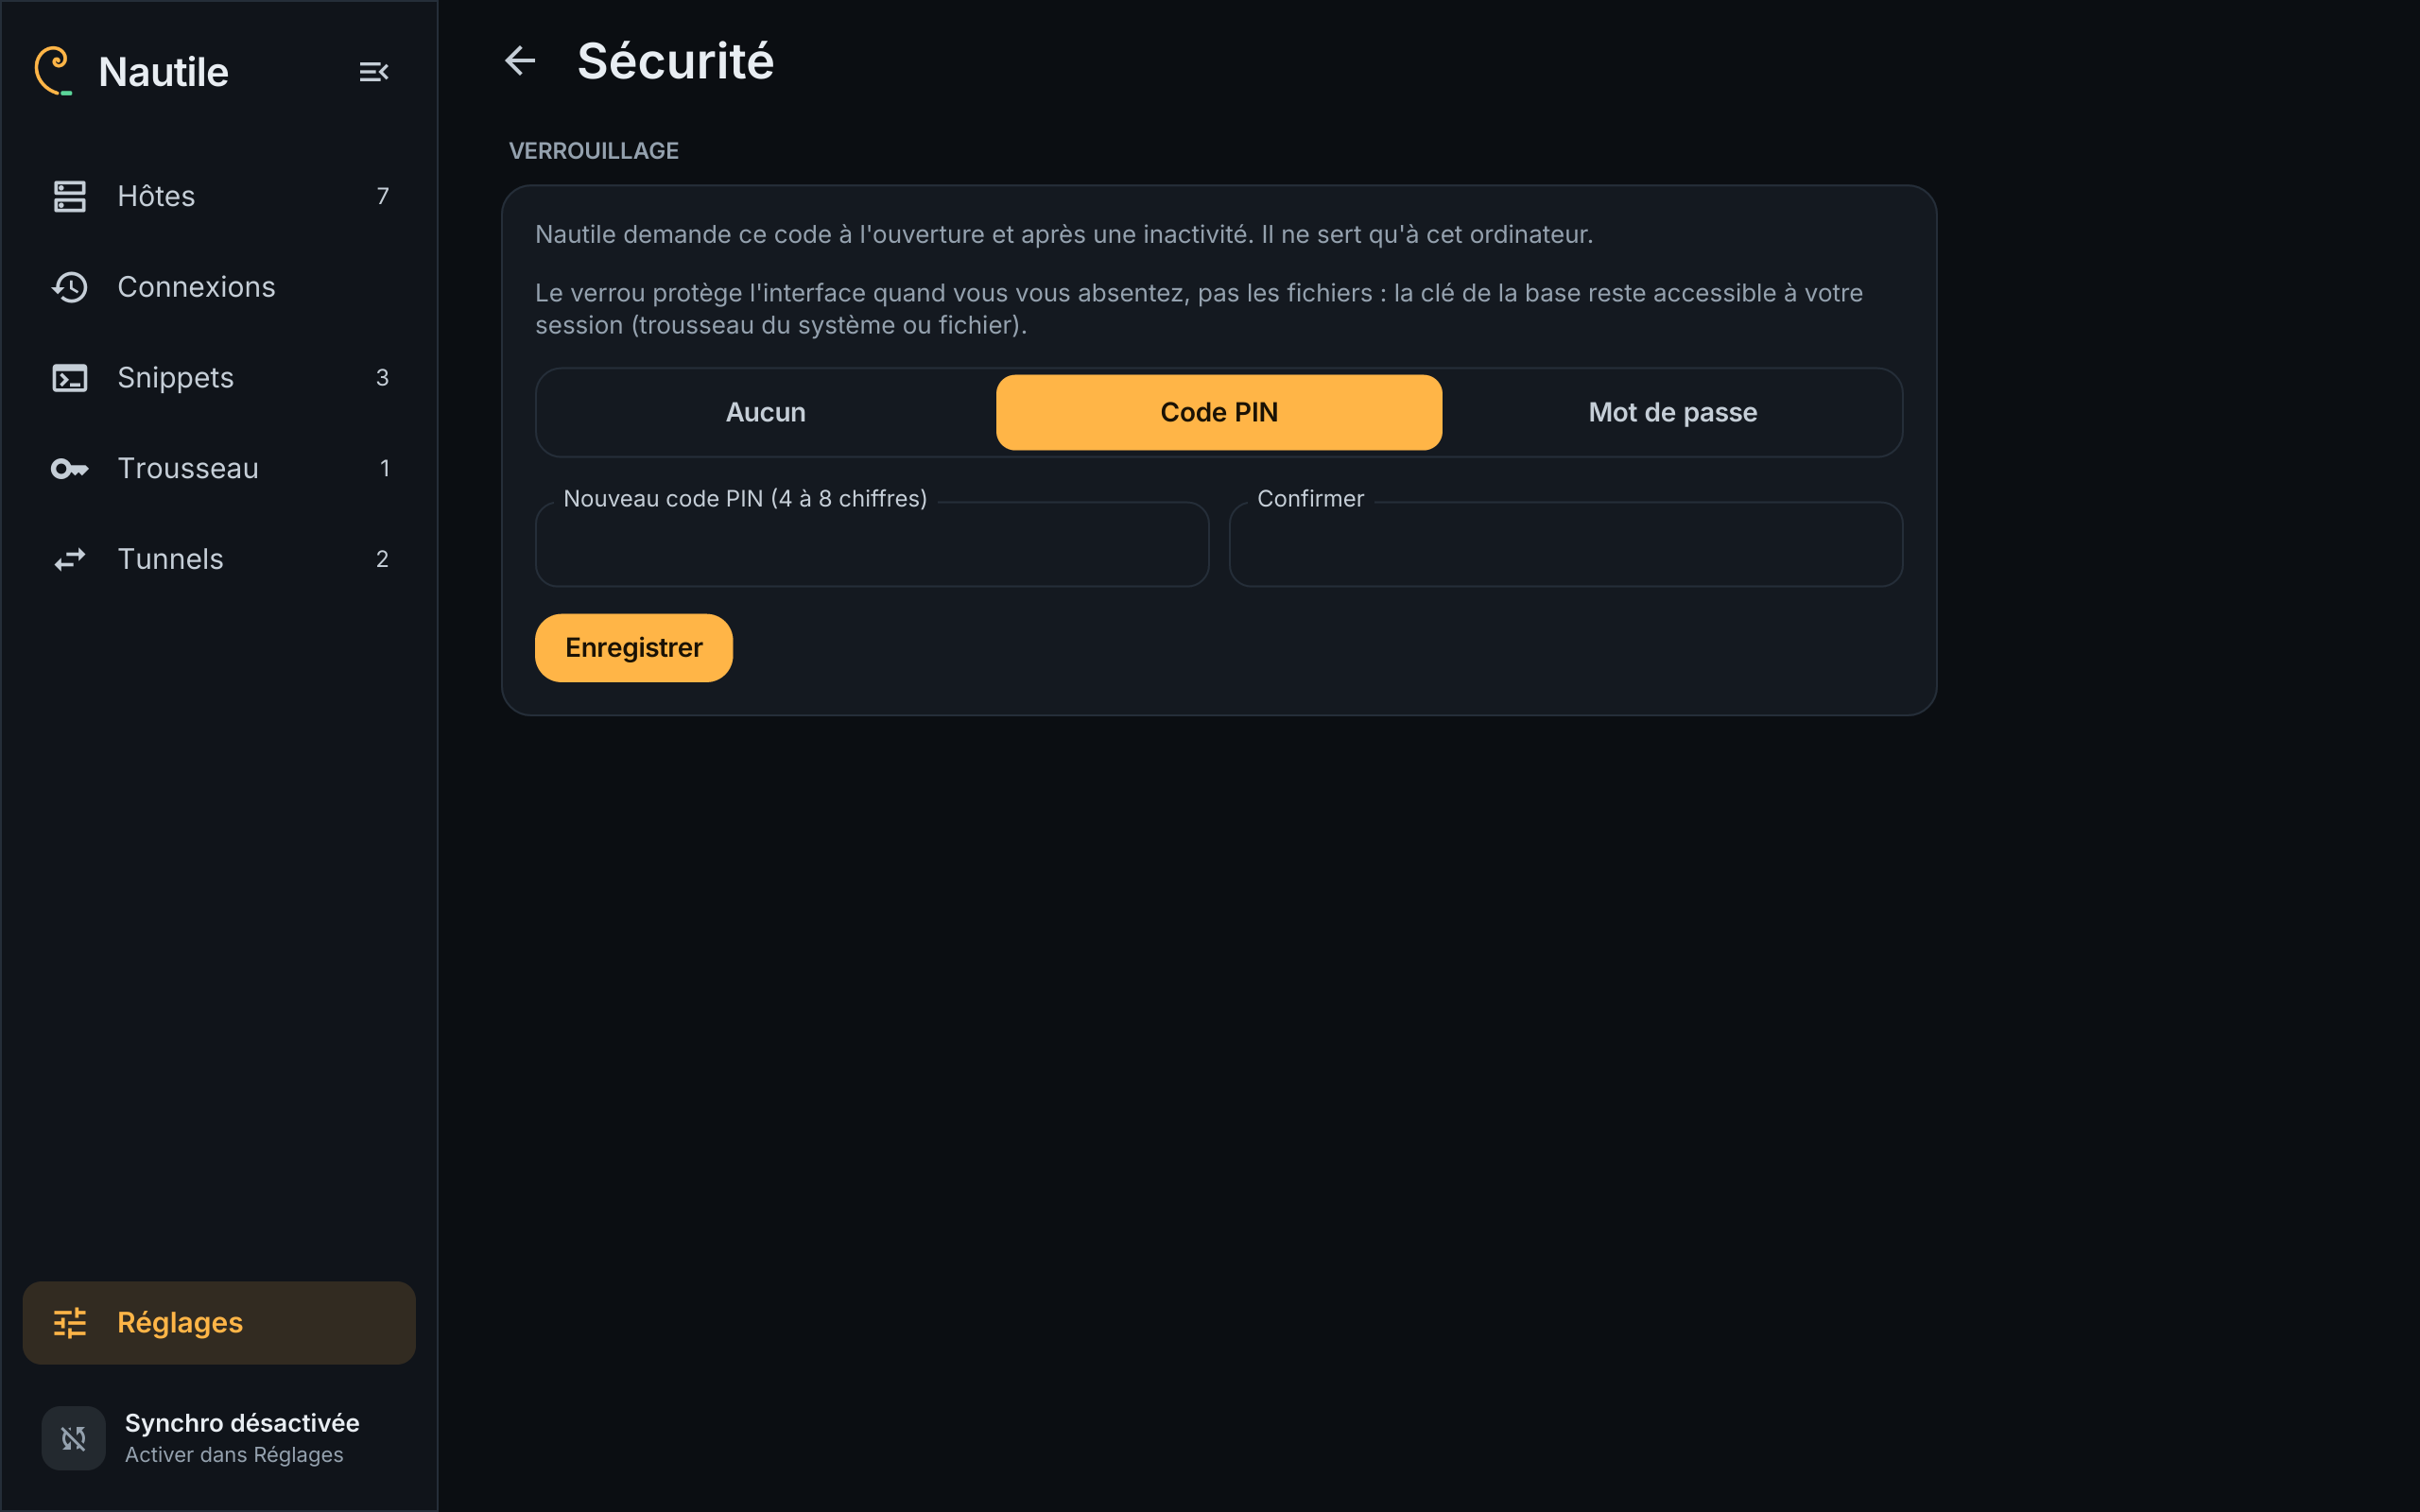 Nautile
Hôtes 7
Connexions
Snippets 3
Trousseau 1
Tunnels 2
Réglages
Synchro désactivée
Activer dans Réglages
Sécurité
VERROUILLAGE
Nautile demande ce code à l'ouverture et après une inactivité. Il ne sert qu'à cet ordinateur.
Le verrou protège l'interface quand vous vous absentez, pas les fichiers : la clé de la base reste accessible à votre
session (trousseau du système ou fichier).
Aucun Code PIN Mot de passe
Nouveau code PIN (4 à 8 chiffres) Confirmer
Enregistrer